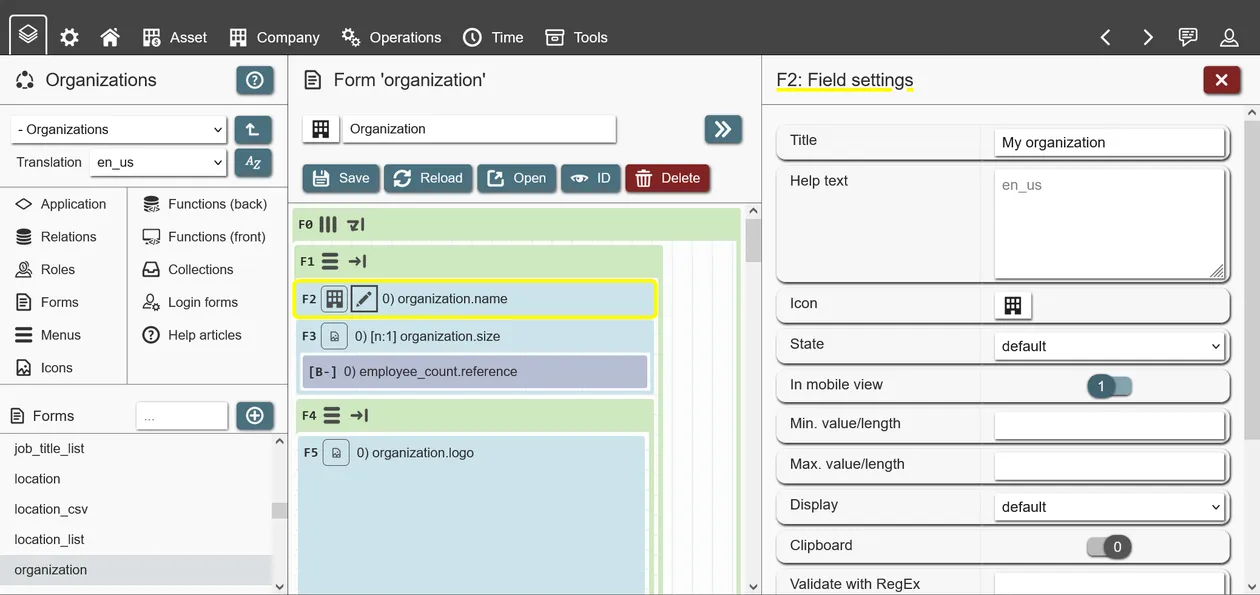 Asset
Company
Operations
Time
Tools
Organizations
- Organizations
Translation en_us
AZ
Application
Relations
Roles
Forms
Menus
Icons
Functions (back)
Functions (front)
Collections
Login forms
Help articles
Forms ...
job_title_list
location
location_csv
location_list
organization
Form 'organization'
Organization
Save Reload Open ID Delete
F0
F1
F2 0) organization.name
F3 0) [n:1] organization.size
[B-] 0) employee_count.reference
F4
F5 0) organization.logo
F2: Field settings
Title My organization
Help text en_us
Icon
State default
In mobile view 1
Min. value/length
Max. value/length
Display default
Clipboard 0
Validate with RegEx